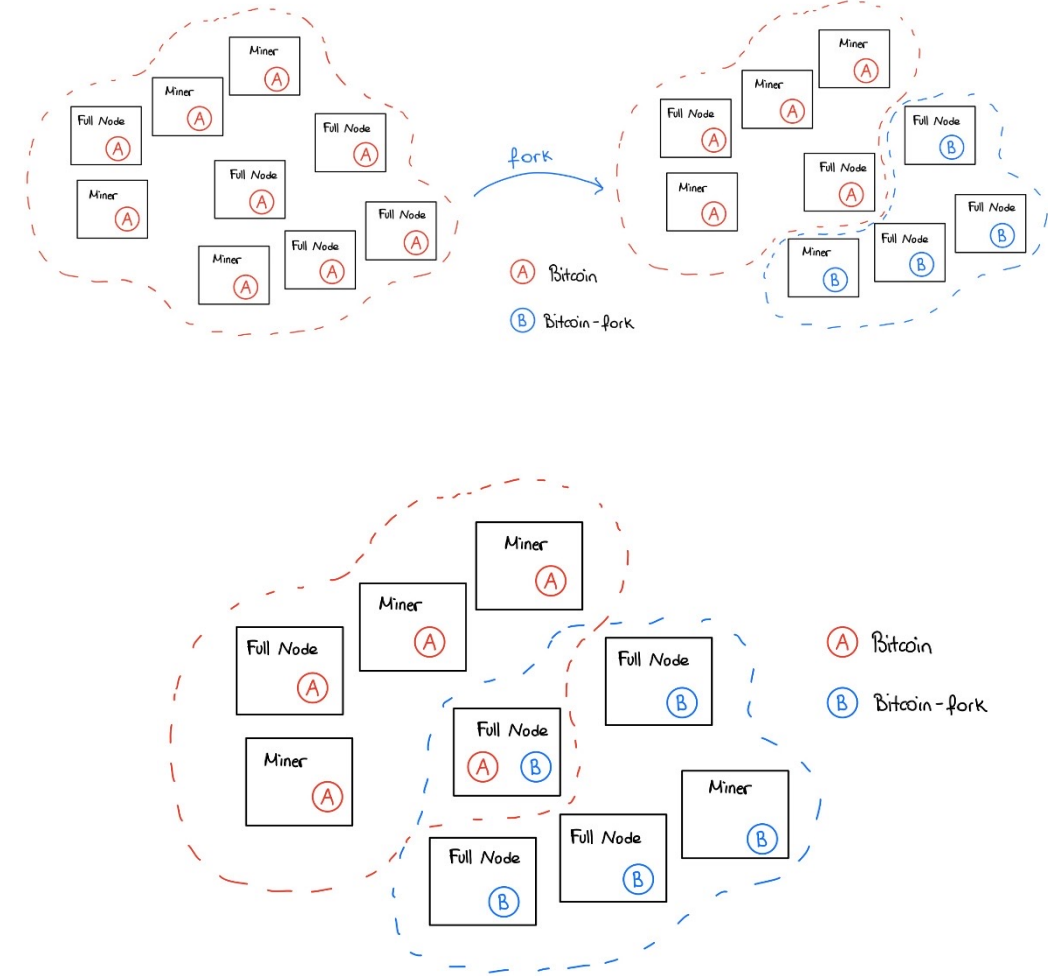 Miner
A
Miner
A
Full Node
A
Full Node
A
Full Node
A
Miner
A
Full Node
A
Full Node
A
Miner
A
fork
A Bitcoin
B Bitcoin-fork
Miner
A
Miner
A
Full Node
A
Full Node
B
Full Node
A
Miner
A
Full Node
B
Full Node
B
Miner
B
Miner
A
Miner
A
Full Node
A
Full Node
B
Miner
A
Full Node
A B
Miner
B
Full Node
B
Full Node
B
A Bitcoin
B Bitcoin-fork